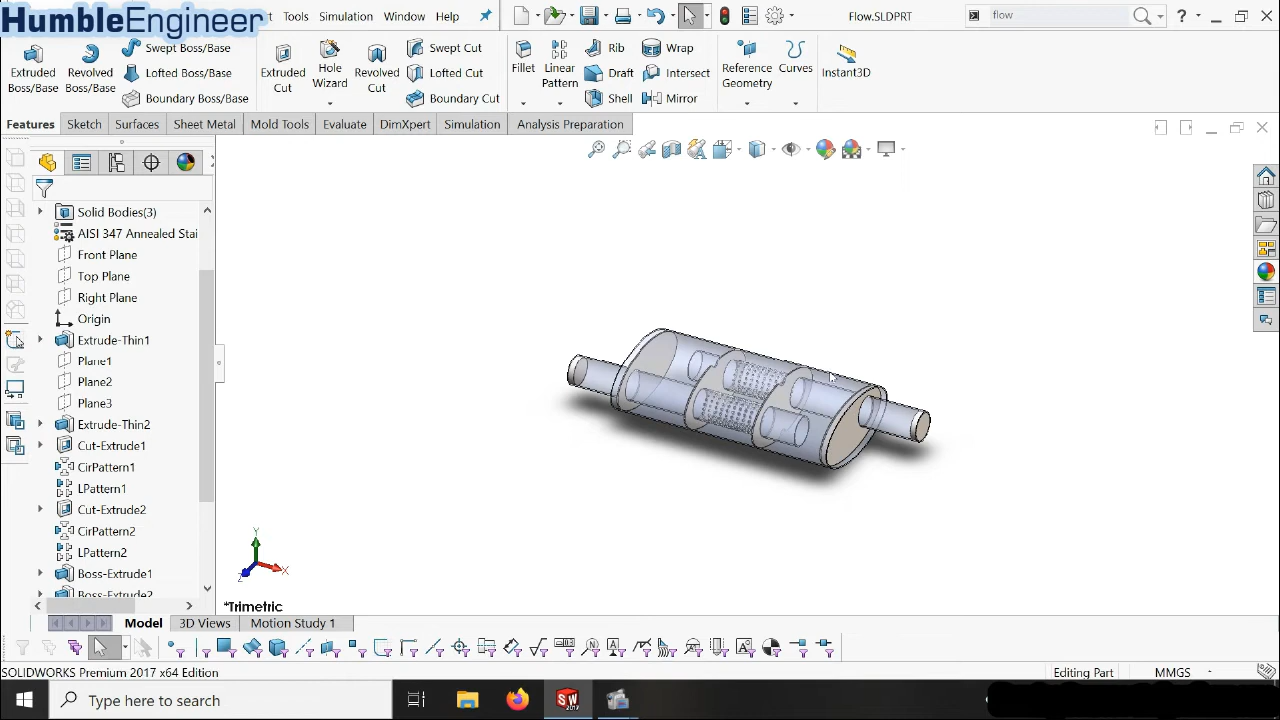 HumbleEngineer
Tools
Simulation
Window
Help
Flow.SLDPRT
flow
?
Extruded Boss/Base
Revolved Boss/Base
Swept Boss/Base
Lofted Boss/Base
Boundary Boss/Base
Extruded Cut
Hole Wizard
Revolved Cut
Swept Cut
Lofted Cut
Boundary Cut
Fillet
Linear Pattern
Rib
Draft
Shell
Wrap
Intersect
Mirror
Reference Geometry
Curves
Instant3D
Features
Sketch
Surfaces
Sheet Metal
Mold Tools
Evaluate
DimXpert
Simulation
Analysis Preparation
Solid Bodies(3)
AISI 347 Annealed Stai
Front Plane
Top Plane
Right Plane
Origin
Extrude-Thin1
Plane1
Plane2
Plane3
Extrude-Thin2
Cut-Extrude1
CirPattern1
LPattern1
Cut-Extrude2
CirPattern2
LPattern2
Boss-Extrude1
Boss-Extrude2
Y
X
Z
*Trimetric
Model
3D Views
Motion Study 1
SOLIDWORKS Premium 2017 x64 Edition
Editing Part
MMGS
Type here to search
SW
2017